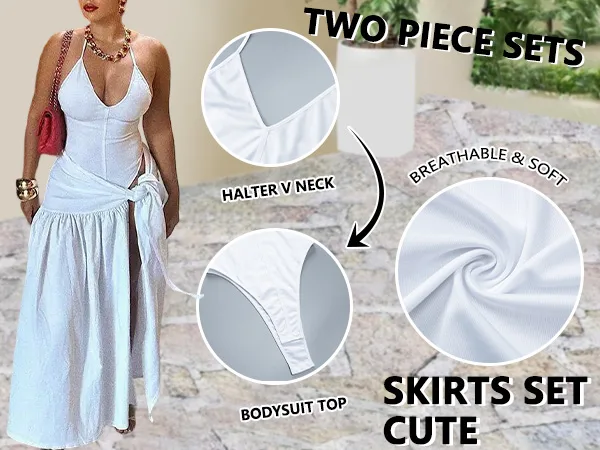 TWO PIECE SETS
HALTER V NECK
BREATHABLE & SOFT
BODYSUIT TOP
SKIRTS SET
CUTE